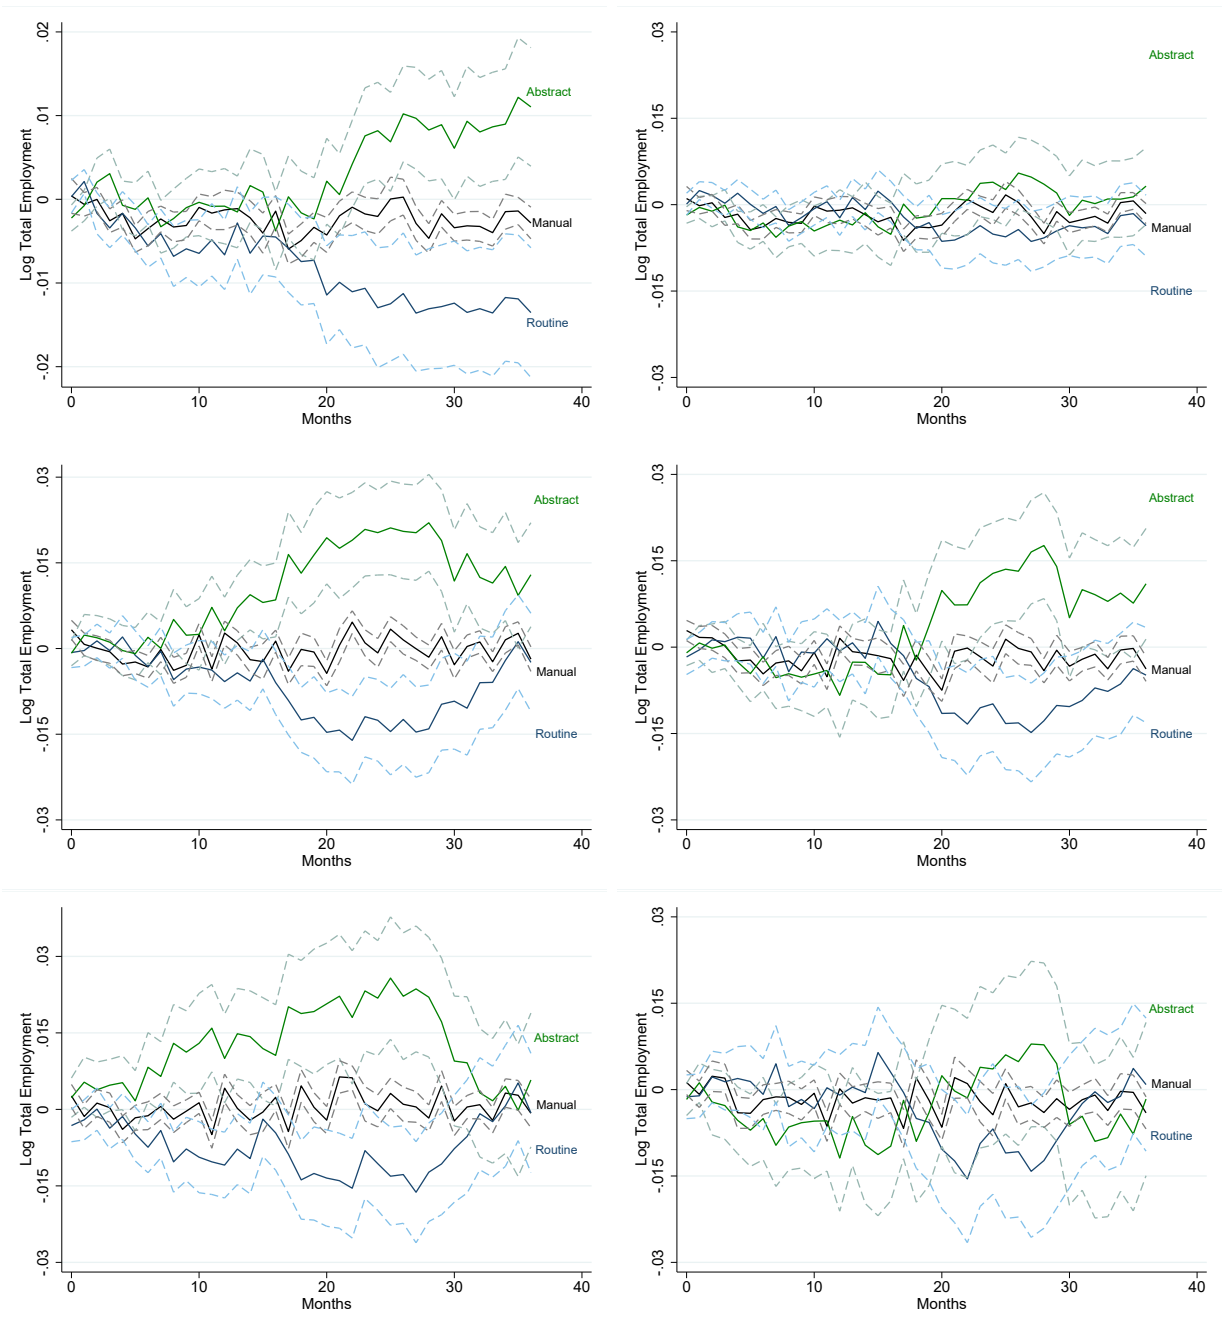 .02
.01
0
-.01
-.02
Log Total Employment
Abstract
Manual
Routine
0 10 20 30 40
Months
.03
.015
0
-.015
-.03
Log Total Employment
Abstract
Manual
Routine
0 10 20 30 40
Months
.03
.015
0
-.015
-.03
Log Total Employment
Abstract
Manual
Routine
0 10 20 30 40
Months
.03
.015
0
-.015
-.03
Log Total Employment
Abstract
Manual
Routine
0 10 20 30 40
Months
.03
.015
0
-.015
-.03
Log Total Employment
Abstract
Manual
Routine
0 10 20 30 40
Months
.03
.015
0
-.015
-.03
Log Total Employment
Abstract
Manual
Routine
0 10 20 30 40
Months